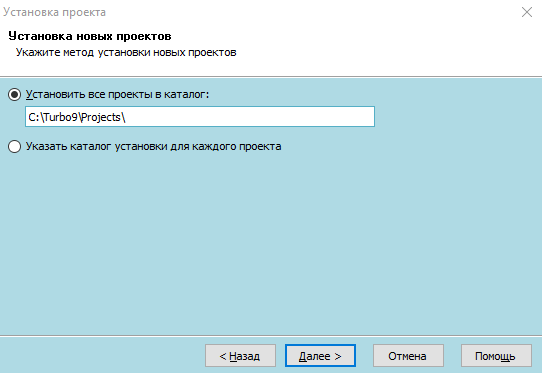 Установка проекта
Установка новых проектов
Укажите метод установки новых проектов
Установить все проекты в каталог:
C:\Turbo9\Projects\
Указать каталог установки для каждого проекта
< Назад
Далее >
Отмена
Помощь